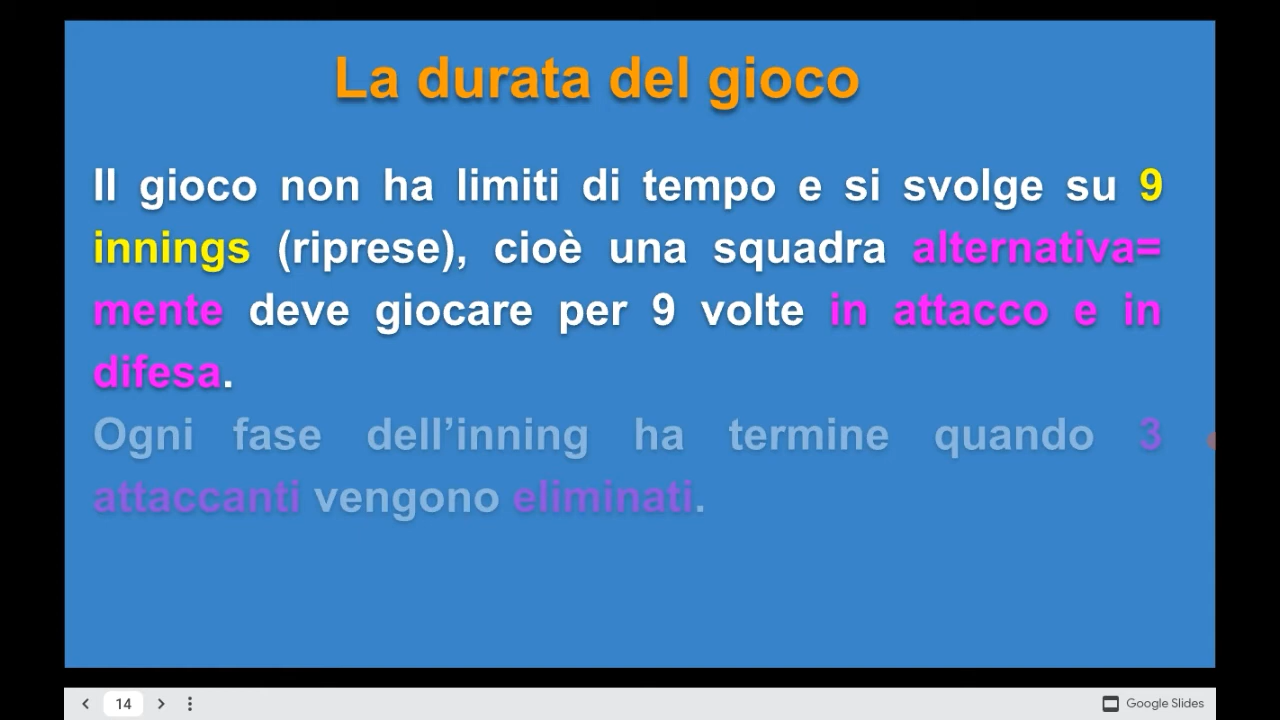 La durata del gioco
Il gioco non ha limiti di tempo e si svolge su 9
innings (riprese), cioè una squadra alternativa=
mente deve giocare per 9 volte in attacco e in
difesa.
Ogni fase dell’inning ha termine quando 3
attaccanti vengono eliminati.
14
Google Slides